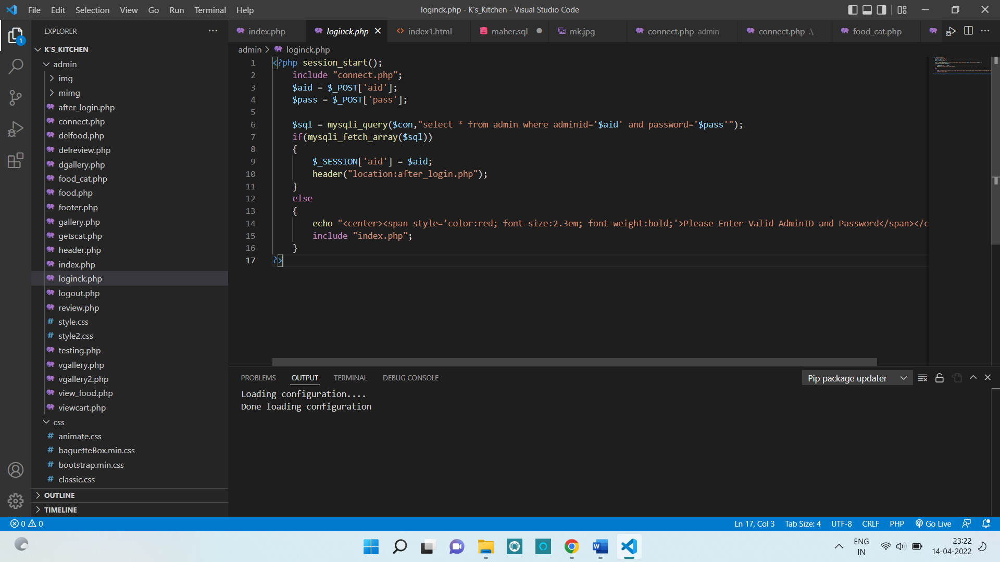 File Edit Selection View Go Run Terminal Help
loginck.php - K's_Kitchen - Visual Studio Code
EXPLORER
index.php
loginck.php
index1.html
maher.sql
mk.jpg
connect.php admin
connect.php .\
food_cat.php
1
K'S_KITCHEN
admin
img
mimg
after_login.php
connect.php
delfood.php
delreview.php
dgallery.php
food_cat.php
food.php
footer.php
gallery.php
getscat.php
header.php
index.php
loginck.php
logout.php
review.php
style.css
style2.css
testing.php
vgallery.php
vgallery2.php
view_food.php
viewcart.php
css
animate.css
baguetteBox.min.css
bootstrap.min.css
classic.css
OUTLINE
TIMELINE
admin > loginck.php
1 <?php session_start();
2 include "connect.php";
3 $aid = $_POST['aid'];
4 $pass = $_POST['pass'];
5
6 $sql = mysqli_query($con,"select * from admin where adminid='$aid' and password='$pass'");
7 if(mysqli_fetch_array($sql))
8 {
9 $_SESSION['aid'] = $aid;
10 header("location:after_login.php");
11 }
12 else
13 {
14 echo "<center><span style='color:red; font-size:2.3em; font-weight:bold;'>Please Enter Valid AdminID and Password</span></c
15 include "index.php";
16 }
17 ?>
PROBLEMS OUTPUT TERMINAL DEBUG CONSOLE
Pip package updater
Loading configuration....
Done loading configuration
0 0
Ln 17, Col 3 Tab Size: 4 UTF-8 CRLF PHP Go Live
ENG
IN
23:22
14-04-2022